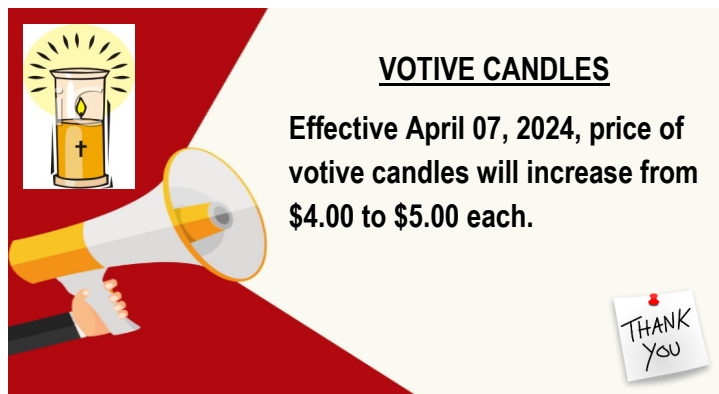 VOTIVE CANDLES
Effective April 07, 2024, price of
votive candles will increase from
$4.00 to $5.00 each.
THANK
YOU